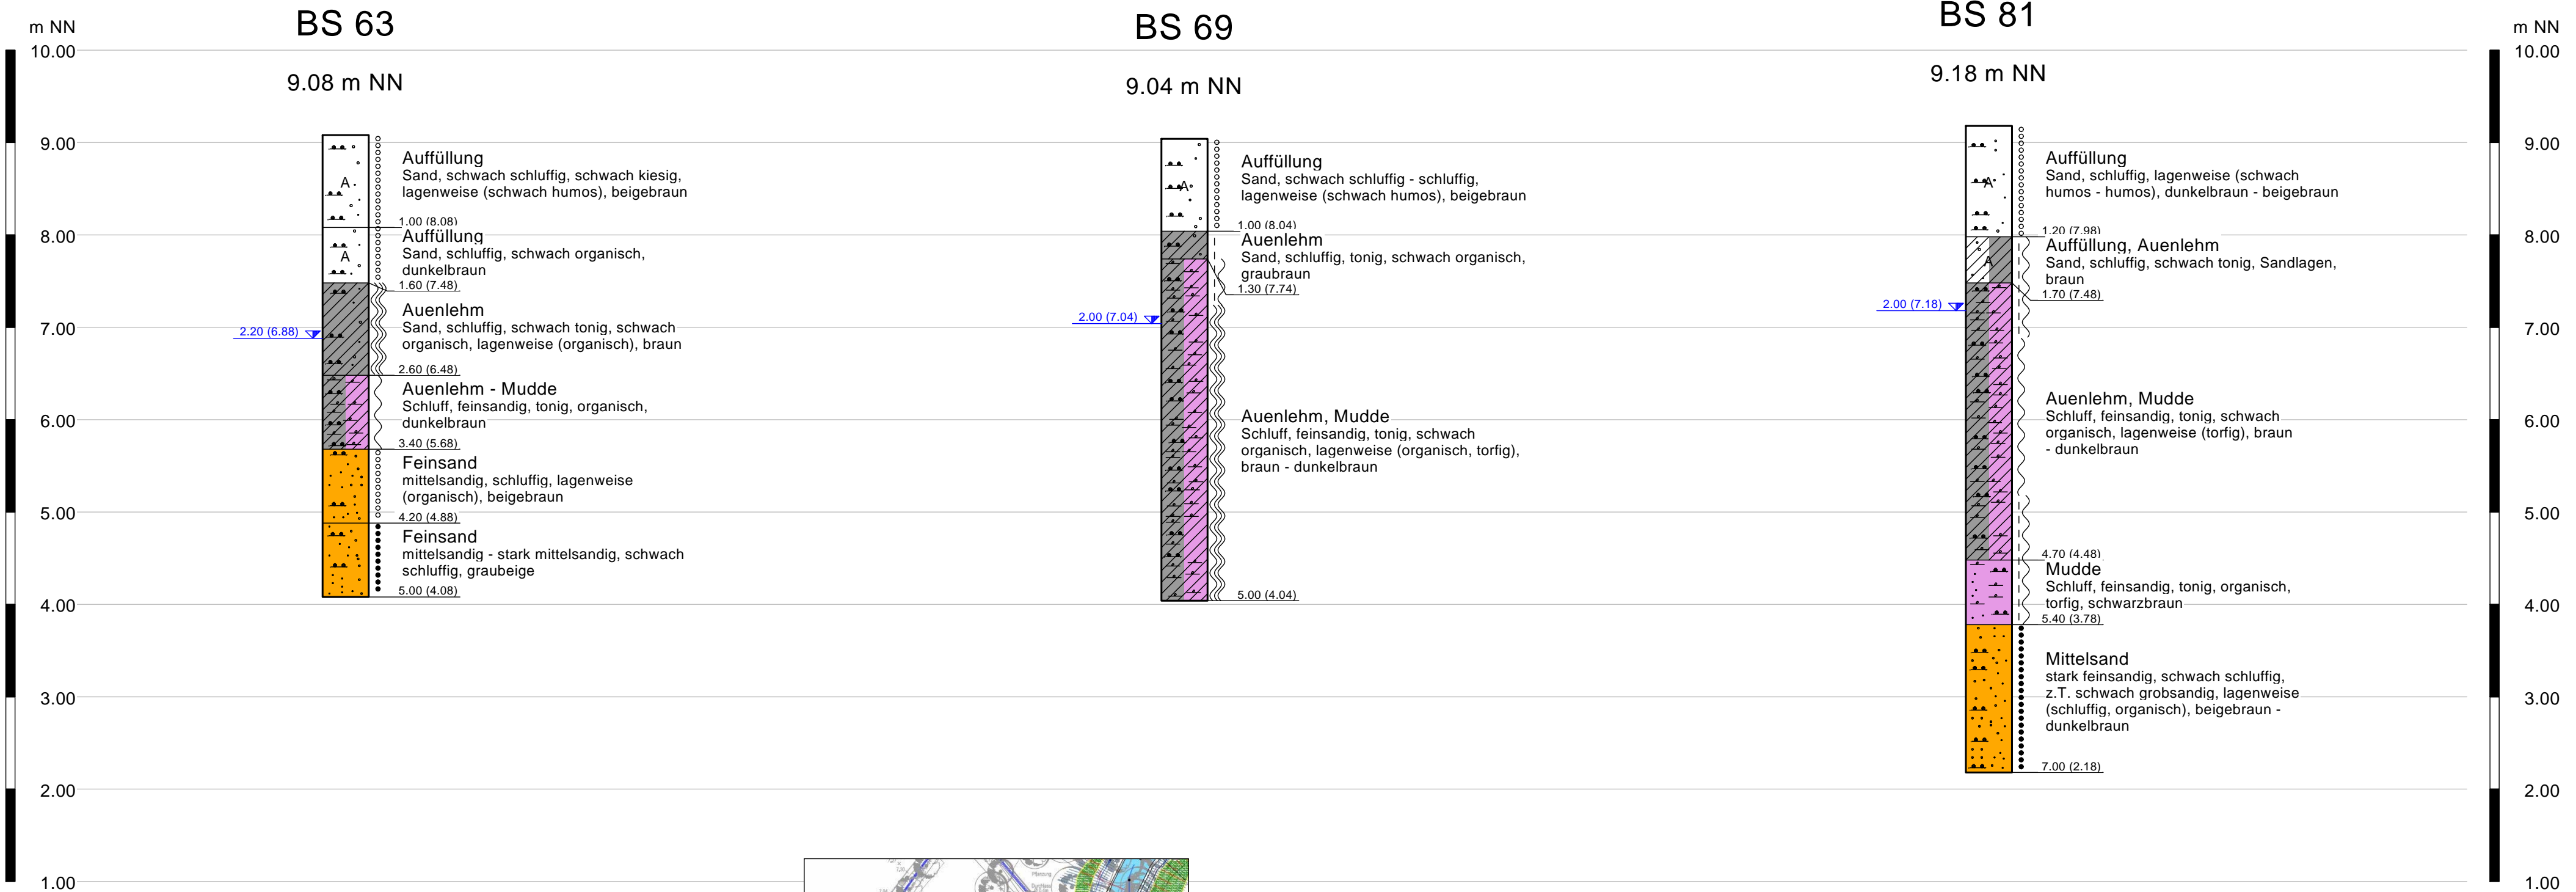 BS 63
BS 69
BS 81
m NN
m NN
10.00
10.00
9.08 m NN
9.04 m NN
9.18 m NN
9.00
8.00
7.00
6.00
5.00
4.00
3.00
2.00
1.00
A
Auffüllung
Sand, schwach schluffig, schwach kiesig,
lagenweise (schwach humos), beigebraun
1.00 (8.08)
A
Auffüllung
Sand, schluffig, schwach organisch,
dunkelbraun
1.60 (7.48)
Auenlehm
Sand, schluffig, schwach tonig, schwach
organisch, lagenweise (organisch), braun
2.20 (6.88)
2.60 (6.48)
Auenlehm - Mudde
Schluff, feinsandig, tonig, organisch,
dunkelbraun
3.40 (5.68)
Feinsand
mittelsandig, schluffig, lagenweise
(organisch), beigebraun
4.20 (4.88)
Feinsand
mittelsandig - stark mittelsandig, schwach
schluffig, graubeige
5.00 (4.08)
A
Auffüllung
Sand, schwach schluffig - schluffig,
lagenweise (schwach humos), beigebraun
1.00 (8.04)
Auenlehm
Sand, schluffig, tonig, schwach organisch,
graubraun
1.30 (7.74)
2.00 (7.04)
Auenlehm, Mudde
Schluff, feinsandig, tonig, schwach
organisch, lagenweise (organisch, torfig),
braun - dunkelbraun
5.00 (4.04)
A
Auffüllung
Sand, schluffig, lagenweise (schwach
humos - humos), dunkelbraun - beigebraun
1.20 (7.98)
A
Auffüllung, Auenlehm
Sand, schluffig, schwach tonig, Sandlagen,
braun
1.70 (7.48)
2.00 (7.18)
Auenlehm, Mudde
Schluff, feinsandig, tonig, schwach
organisch, lagenweise (torfig), braun
- dunkelbraun
4.70 (4.48)
Mudde
Schluff, feinsandig, tonig, organisch,
torfig, schwarzbraun
5.40 (3.78)
Mittelsand
stark feinsandig, schwach schluffig,
z.T. schwach grobsandig, lagenweise
(schluffig, organisch), beigebraun -
dunkelbraun
7.00 (2.18)
9.00
8.00
7.00
6.00
5.00
4.00
3.00
2.00
1.00